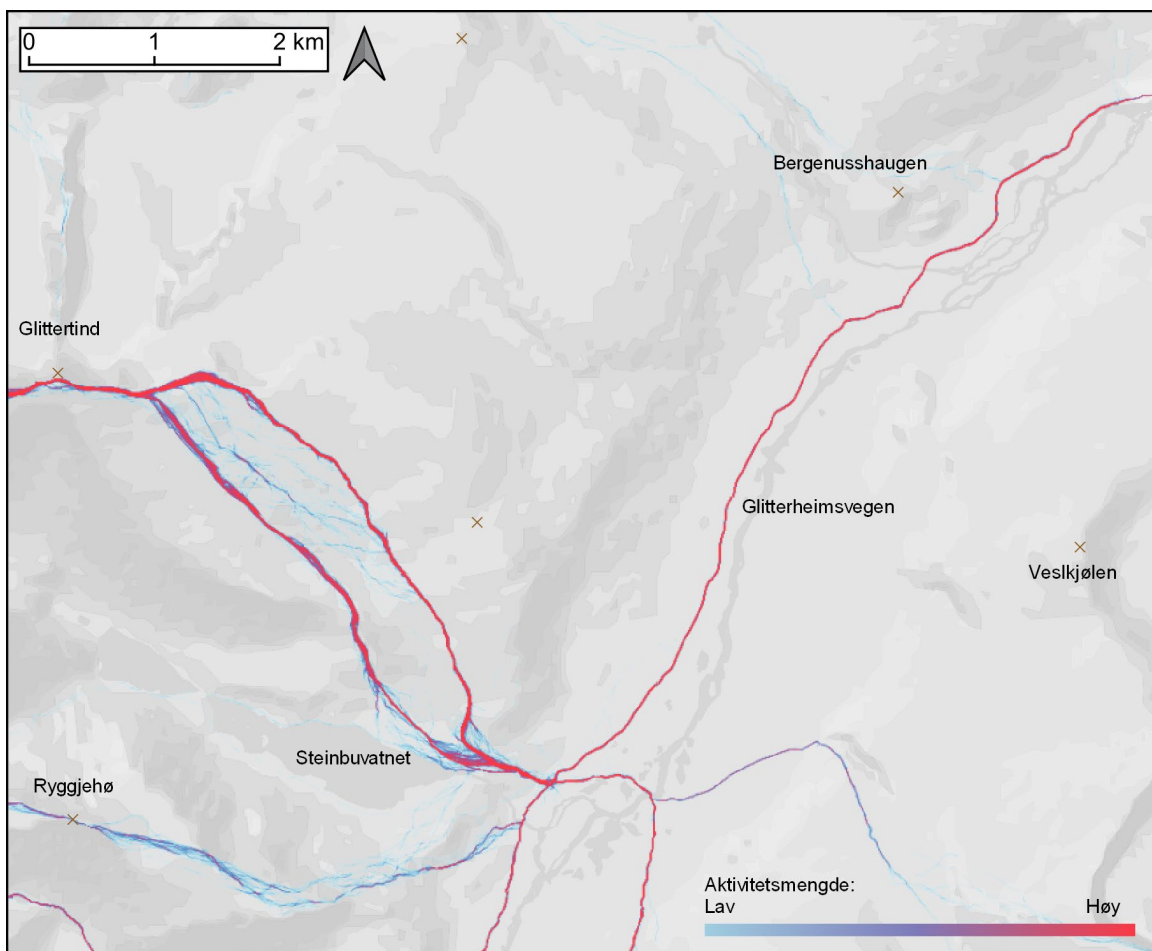 0 1 2 km
Bergenusshaugen
Glittertind
Glitterheimsvegen
Veslkjølen
Steinbuvatnet
Ryggjehø
Aktivitetsmengde:
Lav Høy